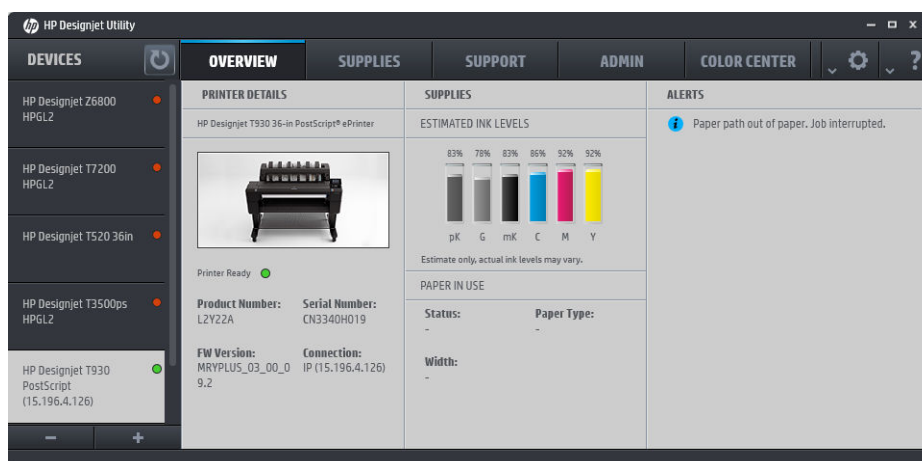 HP Designjet Utility
DEVICES
OVERVIEW
SUPPLIES
SUPPORT
ADMIN
COLOR CENTER
?
HP Designjet Z6800
HPGL2
HP Designjet T7200
HPGL2
HP Designjet T520 36in
HP Designjet T3500ps
HPGL2
HP Designjet T930
PostScript
(15.196.4.126)
− +
PRINTER DETAILS
HP Designjet T930 36-in PostScript® ePrinter
Printer Ready
Product Number:
L2Y22A
Serial Number:
CN3340H019
FW Version:
MRYPLUS_03_00_0
9.2
Connection:
IP (15.196.4.126)
SUPPLIES
ESTIMATED INK LEVELS
83% 78% 83% 86% 92% 92%
pK G mK C M Y
Estimate only, actual ink levels may vary.
PAPER IN USE
Status:
-
Paper Type:
-
Width:
-
ALERTS
Paper path out of paper. Job interrupted.